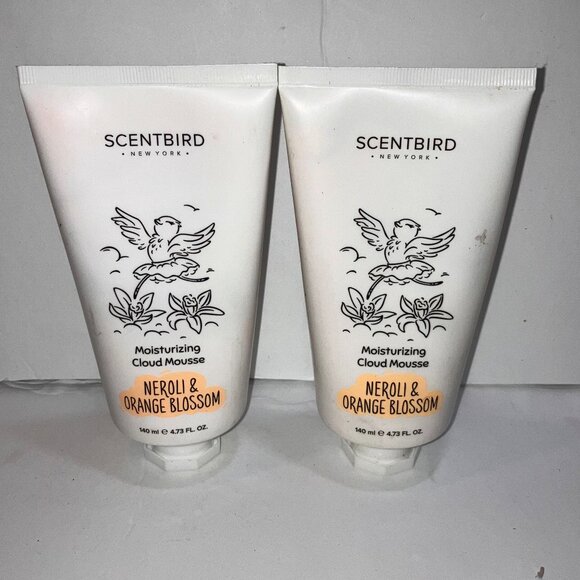 SCENTBIRD
• NEW YORK •
Moisturizing
Cloud Mousse
NEROLI &
ORANGE BLOSSOM
140 ml ℮ 4.73 FL. OZ.
SCENTBIRD
• NEW YORK •
Moisturizing
Cloud Mousse
NEROLI &
ORANGE BLOSSOM
140 ml ℮ 4.73 FL. OZ.